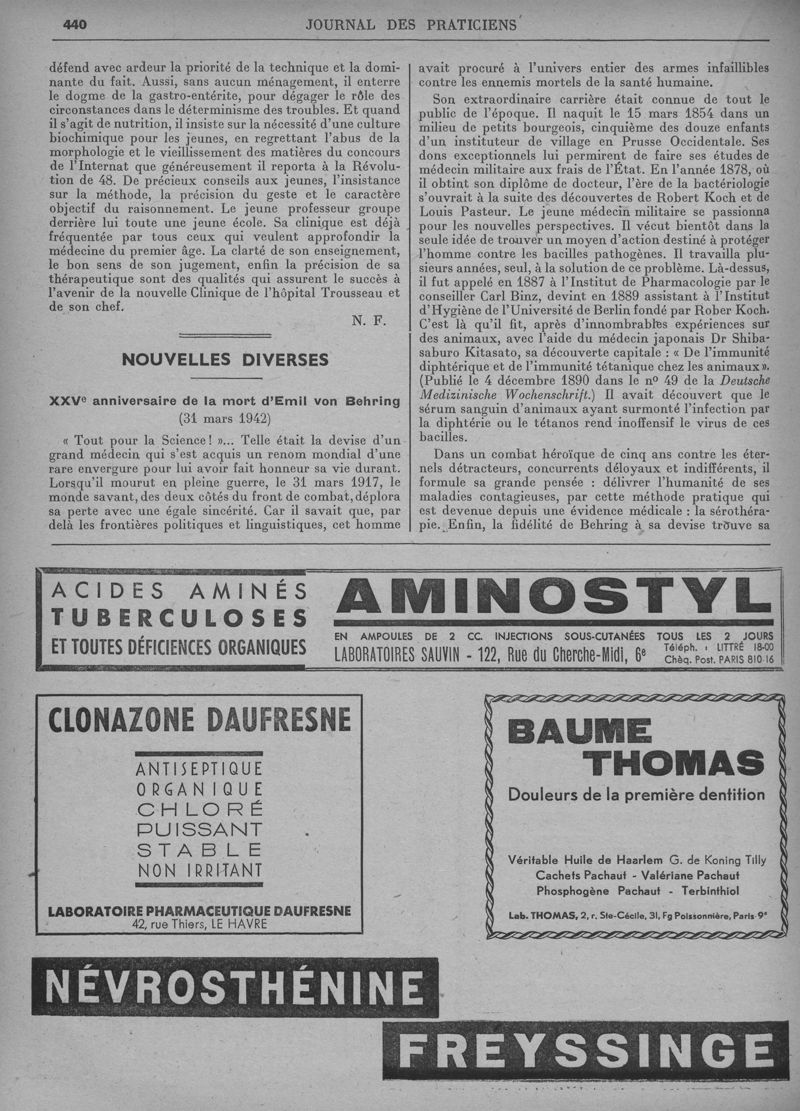 440
JOURNAL DES PRATICIENS
défend avec ardeur la priorité de la technique et la domi-
nante du fait. Aussi, sans aucun ménagement, il enterre
le dogme de la gastro-entérite, pour dégager le rôle des
circonstances dans le déterminisme des troubles. Et quand
il s'agit de nutrition, il insiste sur la nécessité d'une culture
biochimique pour les jeunes, en regrettant l'abus de la
morphologie et le vieillissement des matières du concours
de l'Internat que généreusement il reporta à la Révolu-
tion de 48. De précieux conseils aux jeunes, l'insistance
sur la méthode, la précision du geste et le caractère
objectif du raisonnement. Le jeune professeur groupe
derrière lui toute une jeune école. Sa clinique est déjà
fréquentée par tous ceux qui veulent approfondir la
médecine du premier âge. La clarté de son enseignement,
le bon sens de son jugement, enfin la précision de sa
thérapeutique sont des qualités qui assurent le succès à
l'avenir de la nouvelle Clinique de l'hôpital Trousseau et
de son chef.
N. F.
NOUVELLES DIVERSES
XXVe anniversaire de la mort d'Emil von Behring
(31 mars 1942)
« Tout pour la Science! »... Telle était la devise d'un
grand médecin qui s'est acquis un renom mondial d'une
rare envergure pour lui avoir fait honneur sa vie durant.
Lorsqu'il mourut en pleine guerre, le 31 mars 1917, le
monde savant, des deux côtés du front de combat, déplora
sa perte avec une égale sincérité. Car il savait que, par
delà les frontières politiques et linguistiques, cet homme
avait procuré à l'univers entier des armes infaillibles
contre les ennemis mortels de la santé humaine.
Son extraordinaire carrière était connue de tout le
public de l'époque. Il naquit le 15 mars 1854 dans un
milieu de petits bourgeois, cinquième des douze enfants
d'un instituteur de village en Prusse Occidentale. Ses
dons exceptionnels lui permirent de faire ses études de
médecin militaire aux frais de l'État. En l'année 1878, où
il obtint son diplôme de docteur, l'ère de la bactériologie
s'ouvrait à la suite des découvertes de Robert Koch et de
Louis Pasteur. Le jeune médecin militaire se passionna
pour les nouvelles perspectives. Il vécut bientôt dans la
seule idée de trouver un moyen d'action destiné à protéger
l'homme contre les bacilles pathogènes. Il travailla plu-
sieurs années, seul, à la solution de ce problème. Là-dessus,
il fut appelé en 1887 à l'Institut de Pharmacologie par le
conseiller Carl Binz, devint en 1889 assistant à l'Institut
d'Hygiène de l'Université de Berlin fondé par Rober Koch.
C'est là qu'il fit, après d'innombrables expériences sur
des animaux, avec l'aide du médecin japonais Dr Shiba-
saburo Kitasato, sa découverte capitale : « De l'immunité
diphtérique et de l'immunité tétanique chez les animaux ».
(Publié le 4 décembre 1890 dans le nº 49 de la Deutsche
Medizinische Wochenschrift.) Il avait découvert que le
sérum sanguin d'animaux ayant surmonté l'infection par
la diphtérie ou le tétanos rend inoffensif le virus de ces
bacilles.
Dans un combat héroïque de cinq ans contre les éter-
nels détracteurs, concurrents déloyaux et indifférents, il
formule sa grande pensée : délivrer l'humanité de ses
maladies contagieuses, par cette méthode pratique qui
est devenue depuis une évidence médicale : la sérothéra-
pie. Enfin, la fidélité de Behring à sa devise trouve sa
ACIDES AMINÉS
TUBERCULOSES
ET TOUTES DÉFICIENCES ORGANIQUES
AMINOSTYL
EN AMPOULES DE 2 CC. INJECTIONS SOUS-CUTANÉES TOUS LES 2 JOURS
LABORATOIRES SAUVIN - 122, Rue du Cherche-Midi, 6e
Téléph. : LITTRÉ 18-00
Chèq. Post. PARIS 810-16
CLONAZONE DAUFRESNE
ANTISEPTIQUE
ORGANIQUE
CHLORÉ
PUISSANT
STABLE
NON IRRITANT
LABORATOIRE PHARMACEUTIQUE DAUFRESNE
42, rue Thiers, LE HAVRE
BAUME
THOMAS
Douleurs de la première dentition
Véritable Huile de Haarlem G. de Koning Tilly
Cachets Pachaut - Valériane Pachaut
Phosphogène Pachaut - Terbinthiol
Lab. THOMAS, 2, r. Ste-Cécile, 31, Fg Poissonnière, Paris-9e
NÉVROSTHÉNINE
FREYSSINGE